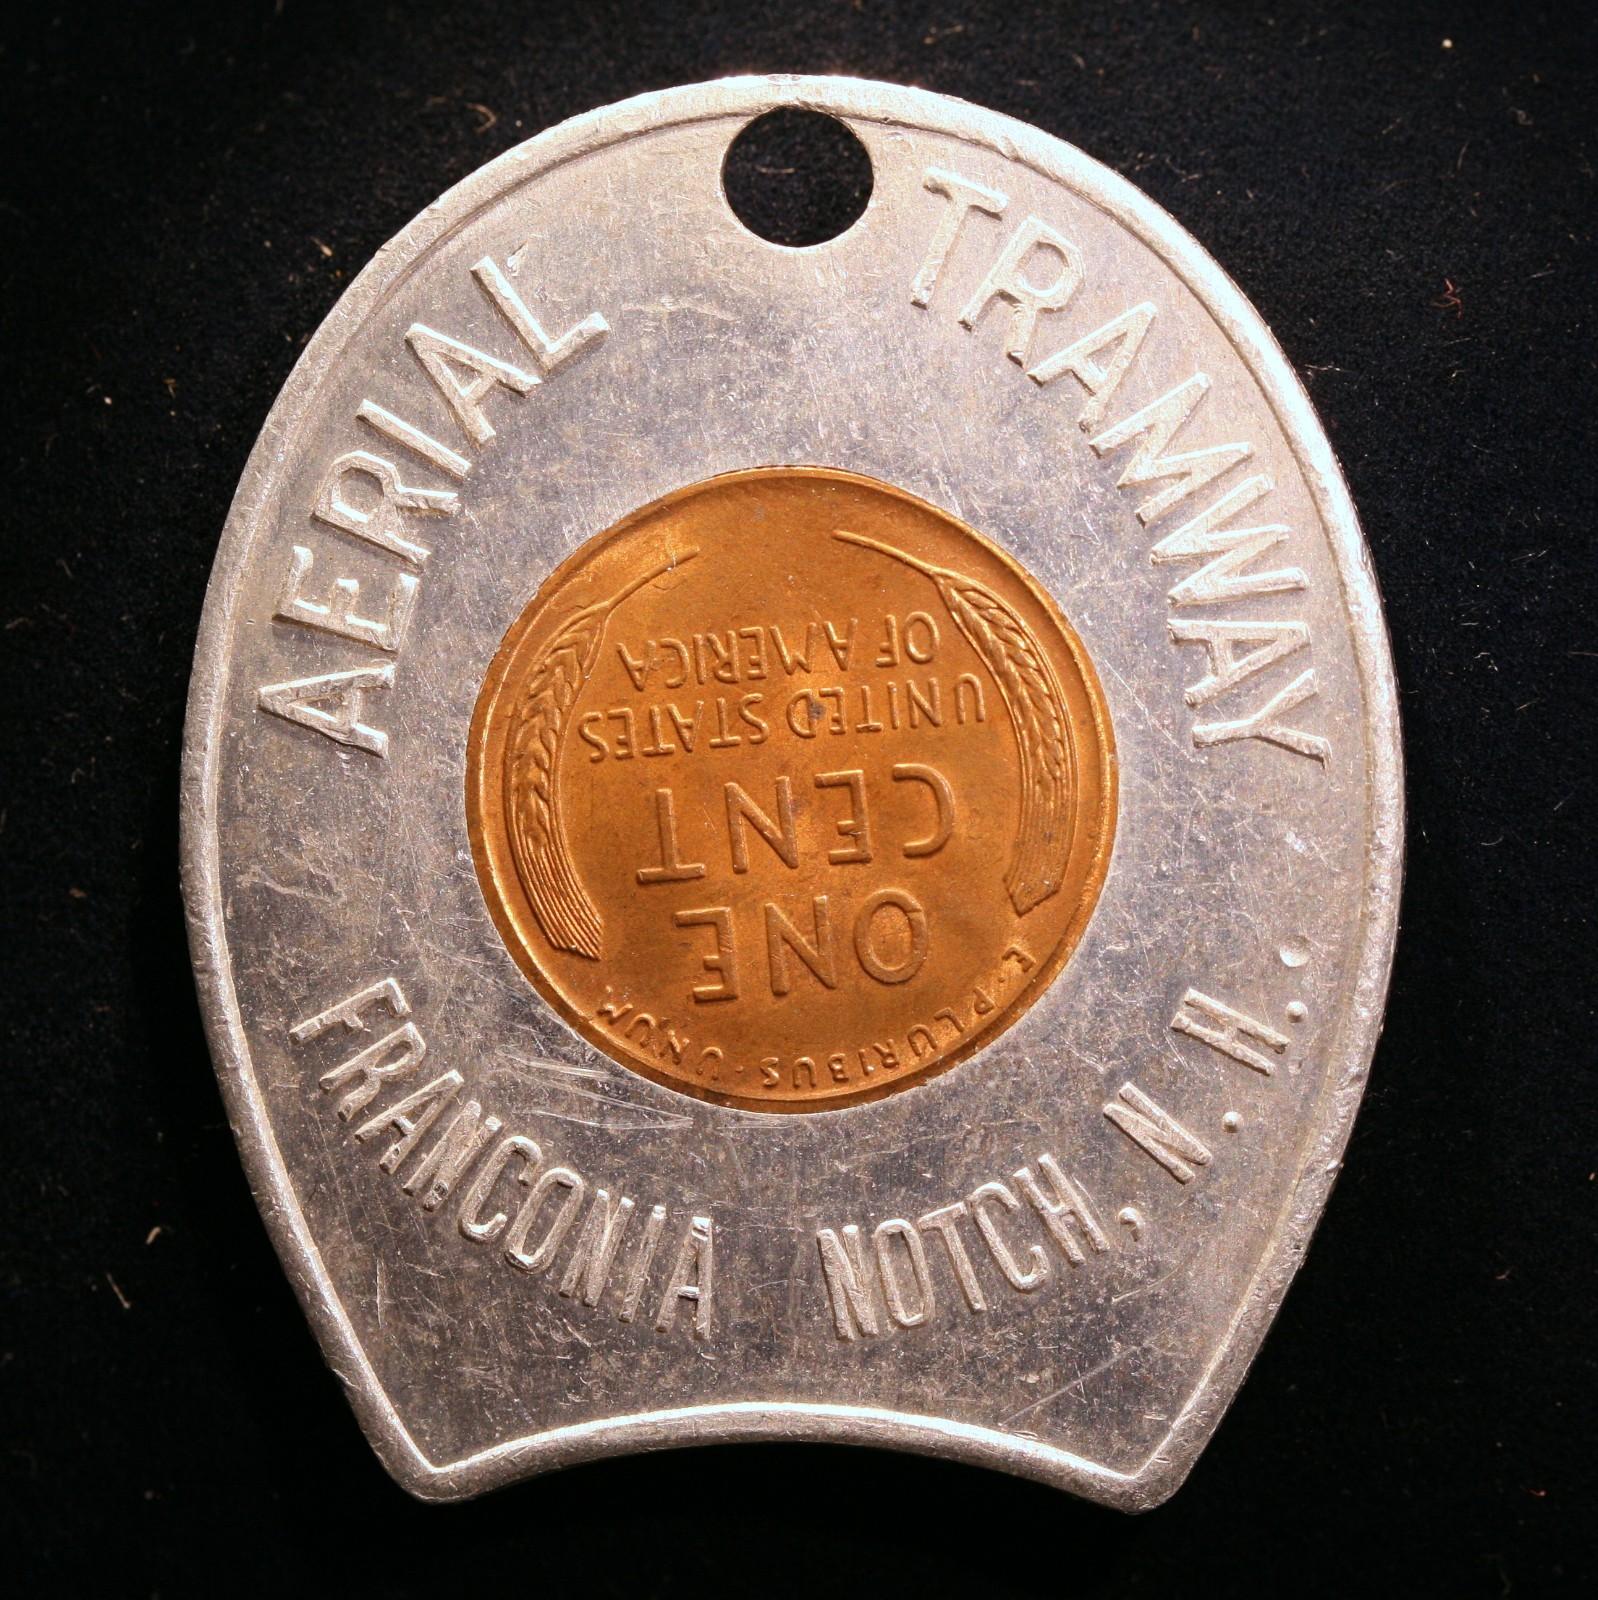 AERIAL TRAMWAY
FRANCONIA NOTCH, N. H.
E·PLURIBUS·UNUM
ONE
CENT
UNITED STATES
OF AMERICA